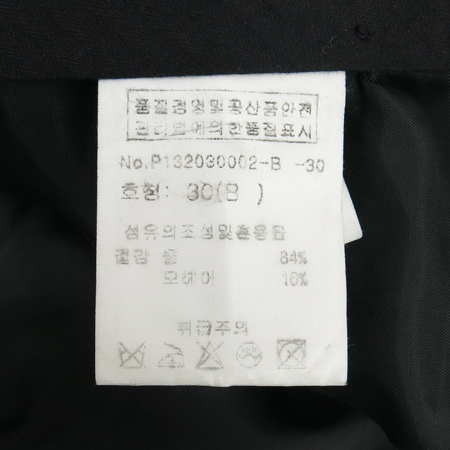 품질경영및공산품안전
관리법에의한품질표시
No.P132030002-B -30
호칭: 30(B )
섬유의조성및혼용율
겉감 울 84%
모헤어 16%
취급주의